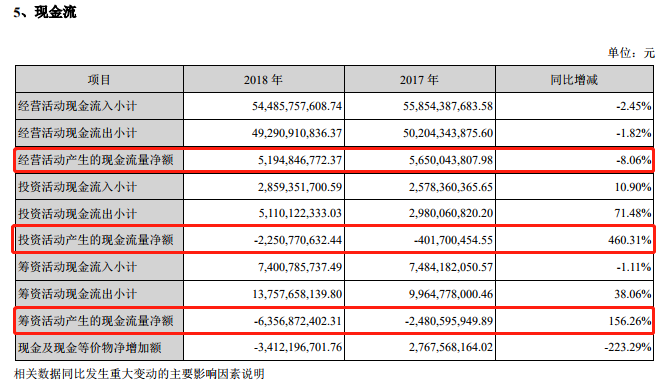 5、现金流
单位：元
项目 2018 年 2017 年 同比增减
经营活动现金流入小计 54,485,757,608.74 55,854,387,683.58 -2.45%
经营活动现金流出小计 49,290,910,836.37 50,204,343,875.60 -1.82%
经营活动产生的现金流量净额 5,194,846,772.37 5,650,043,807.98 -8.06%
投资活动现金流入小计 2,859,351,700.59 2,578,360,365.65 10.90%
投资活动现金流出小计 5,110,122,333.03 2,980,060,820.20 71.48%
投资活动产生的现金流量净额 -2,250,770,632.44 -401,700,454.55 460.31%
筹资活动现金流入小计 7,400,785,737.49 7,484,182,050.57 -1.11%
筹资活动现金流出小计 13,757,658,139.80 9,964,778,000.46 38.06%
筹资活动产生的现金流量净额 -6,356,872,402.31 -2,480,595,949.89 156.26%
现金及现金等价物净增加额 -3,412,196,701.76 2,767,568,164.02 -223.29%
相关数据同比发生重大变动的主要影响因素说明